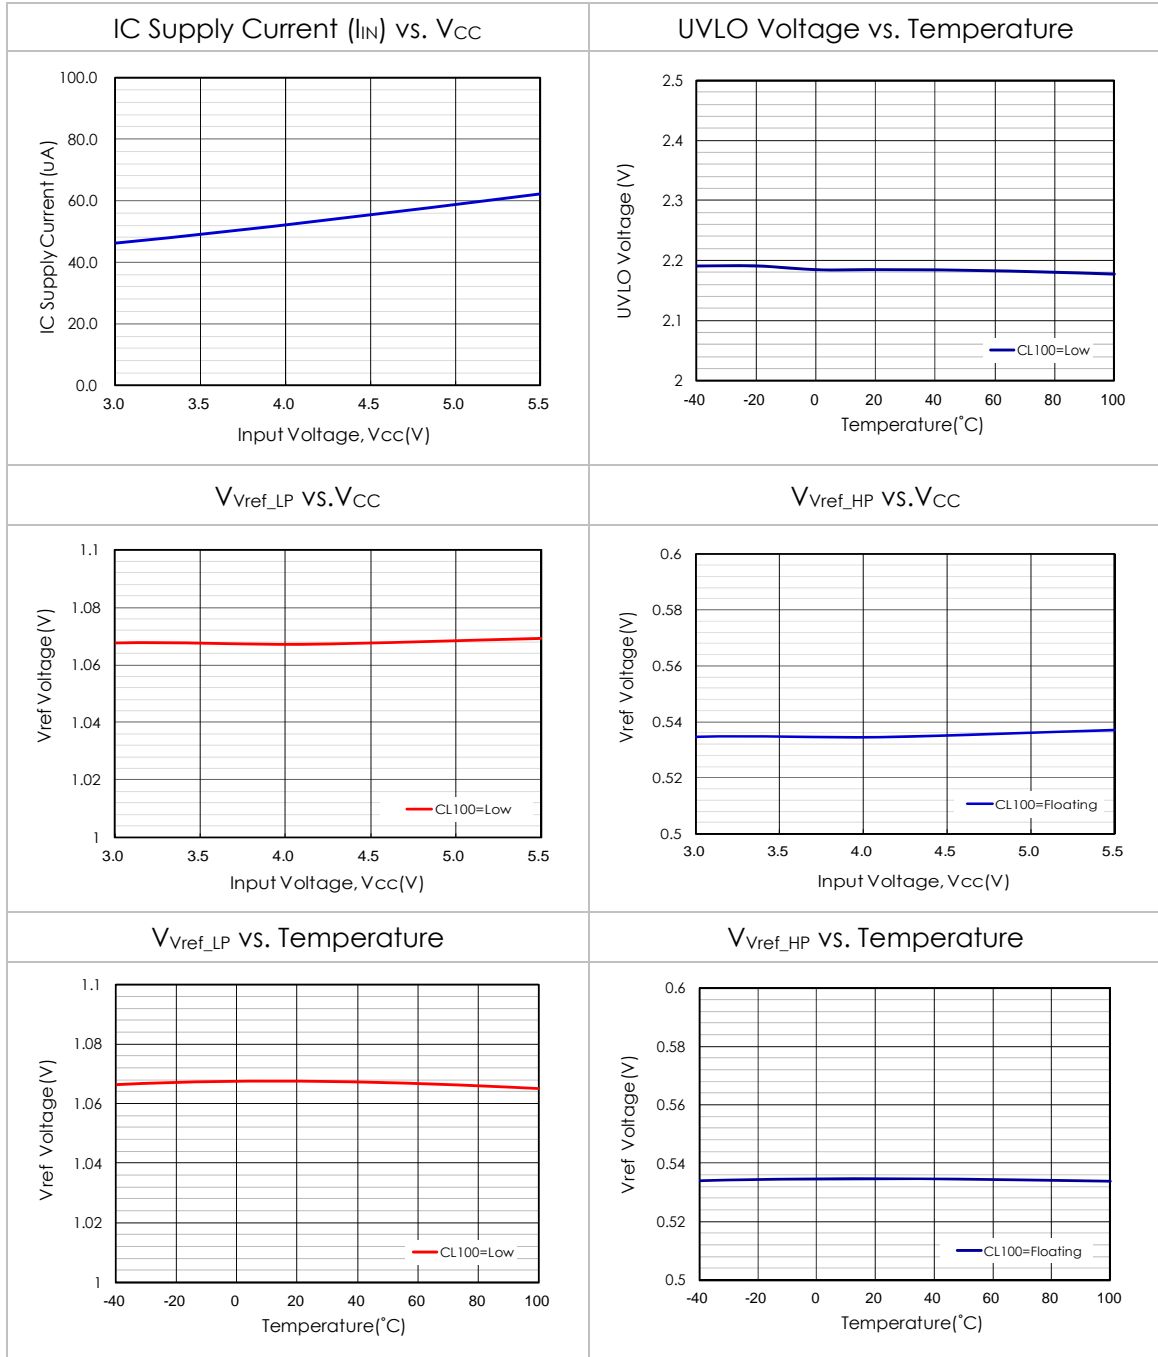 IC Supply Current (IIN) vs. VCC
UVLO Voltage vs. Temperature
100.0
80.0
60.0
40.0
20.0
0.0
IC Supply Current (uA)
3.0 3.5 4.0 4.5 5.0 5.5
Input Voltage, Vcc(V)
2.5
2.4
2.3
2.2
2.1
2
UVLO Voltage (V)
CL100=Low
-40 -20 0 20 40 60 80 100
Temperature(°C)
VVref_LP vs.VCC
VVref_HP vs.VCC
1.1
1.08
1.06
1.04
1.02
1
Vref Voltage (V)
CL100=Low
3.0 3.5 4.0 4.5 5.0 5.5
Input Voltage, Vcc(V)
0.6
0.58
0.56
0.54
0.52
0.5
Vref Voltage (V)
CL100=Floating
3.0 3.5 4.0 4.5 5.0 5.5
Input Voltage, Vcc(V)
VVref_LP vs. Temperature
VVref_HP vs. Temperature
1.1
1.08
1.06
1.04
1.02
1
Vref Voltage (V)
CL100=Low
-40 -20 0 20 40 60 80 100
Temperature(°C)
0.6
0.58
0.56
0.54
0.52
0.5
Vref Voltage (V)
CL100=Floating
-40 -20 0 20 40 60 80 100
Temperature(°C)